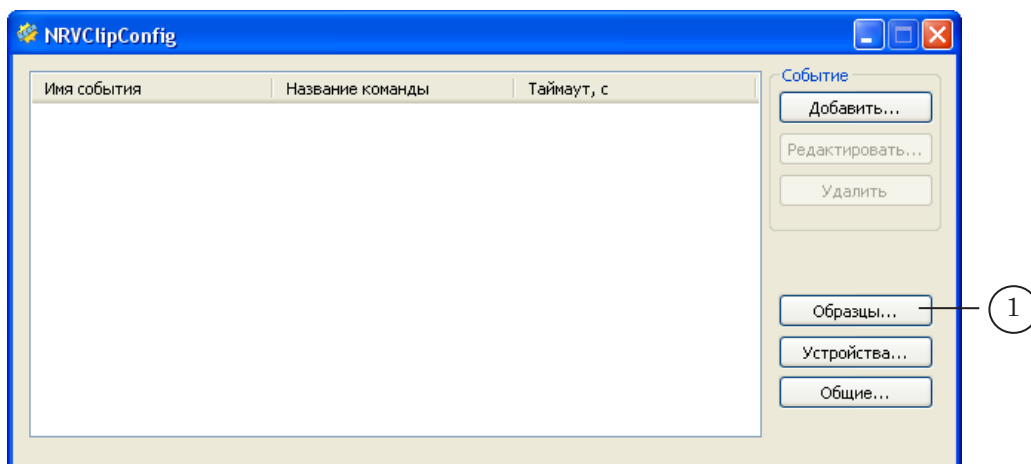 NRVClipConfig
Имя события Название команды Таймаут, с
Событие
Добавить...
Редактировать...
Удалить
Образцы...
1
Устройства...
Общие...